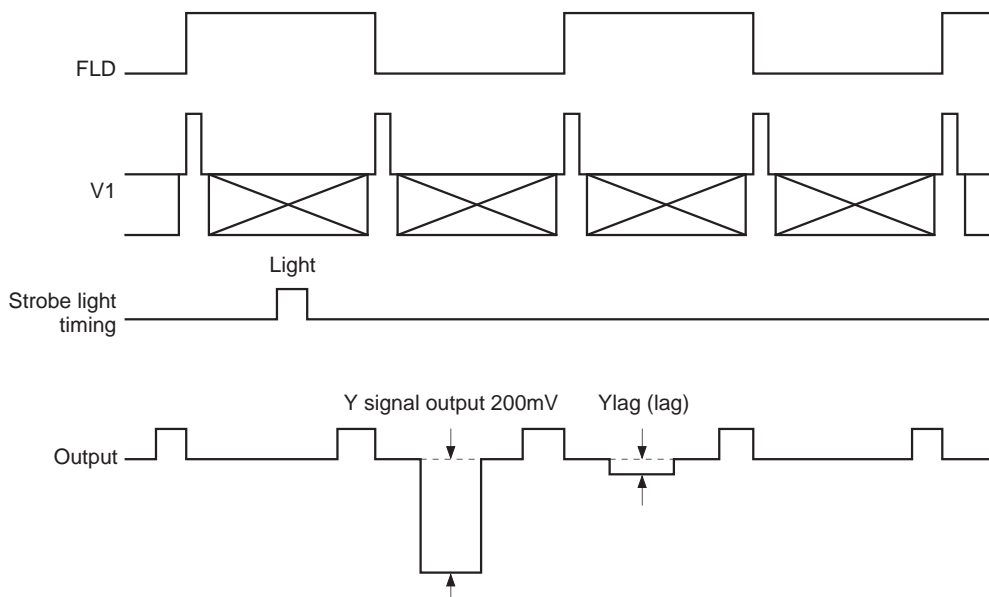 FLD
V1
Light
Strobe light
timing
Y signal output 200mV
Ylag (lag)
Output